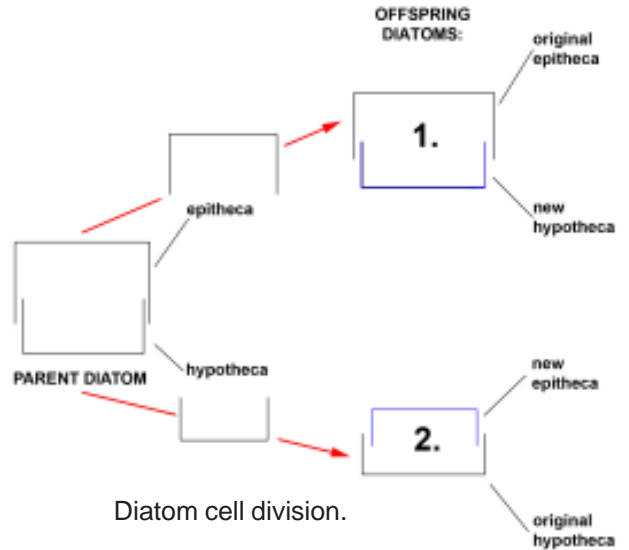 OFFSPRING
DIATOMS:
original
epitheca
1.
epitheca
new
hypotheca
PARENT DIATOM
hypotheca
new
epitheca
2.
Diatom cell division.
original
hypotheca